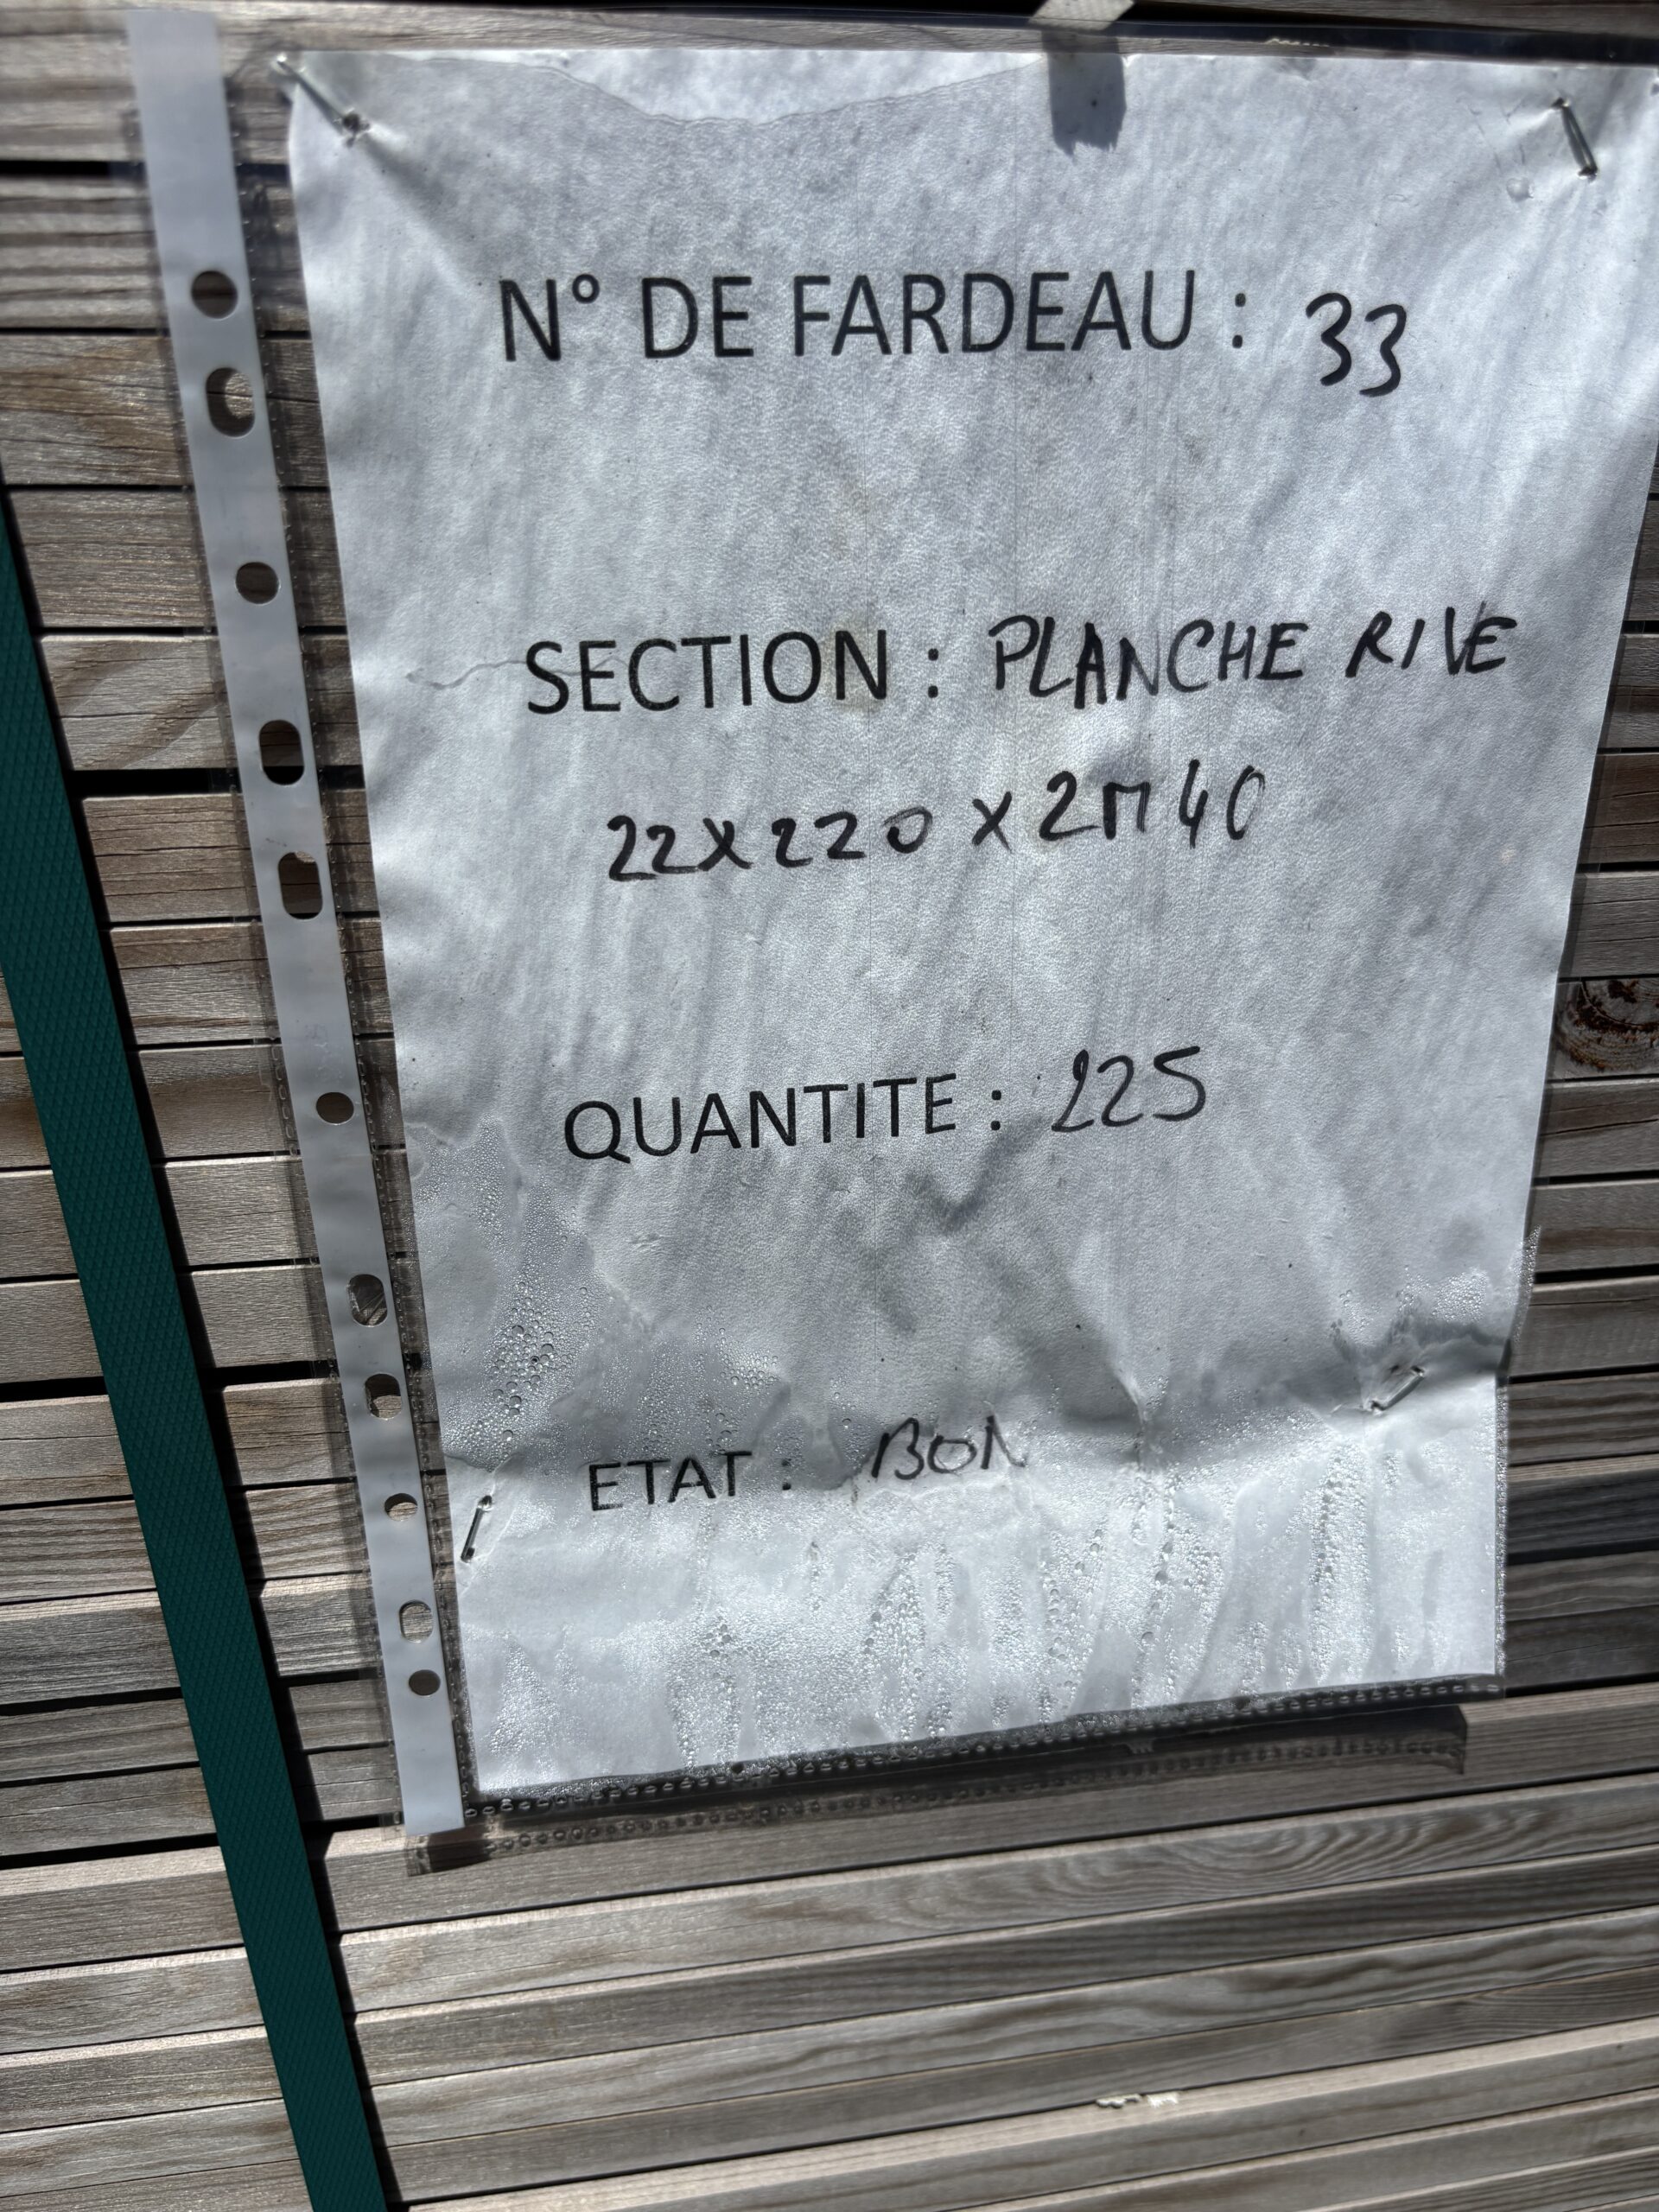 N° DE FARDEAU : 33
SECTION : PLANCHE RIVE
22X220 X 2M40
QUANTITE : 225
ETAT : BON